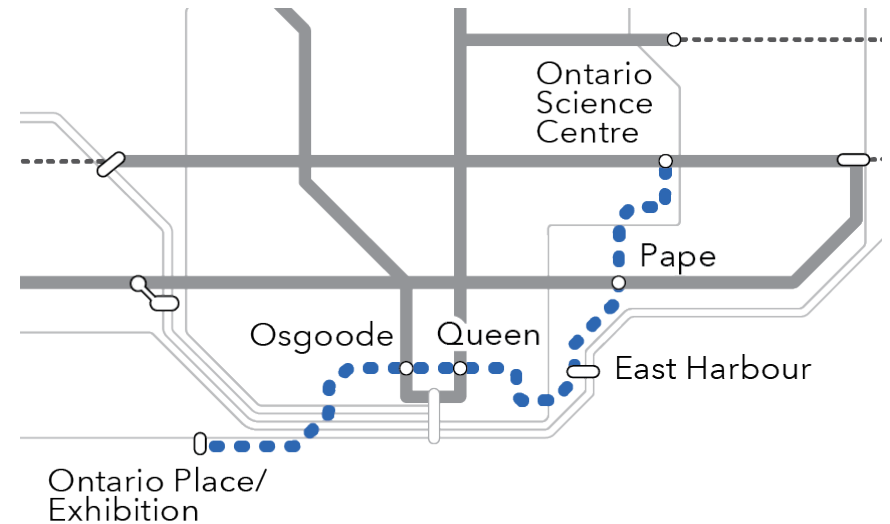 Ontario
Science
Centre
Pape
Osgoode
Queen
East Harbour
Ontario Place/
Exhibition